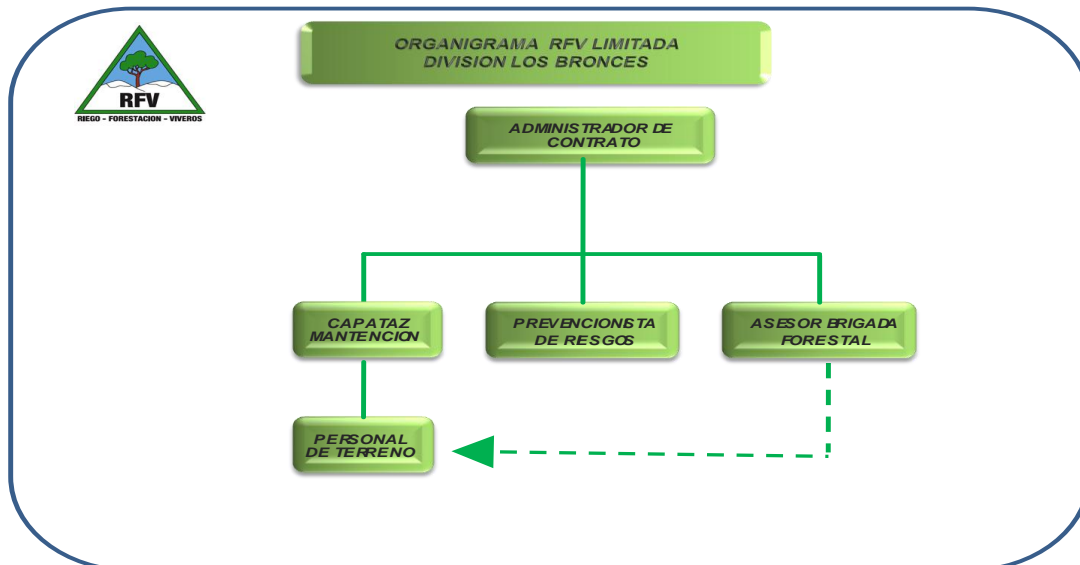 ORGANIGRAMA RFV LIMITADA
DIVISION LOS BRONCES
RFV
RIEGO - FORESTACION - VIVEROS
ADMINISTRADOR DE
CONTRATO
CAPATAZ
MANTENCION
PREVENCIONISTA
DE RESGOS
ASESOR BRIGADA
FORESTAL
PERSONAL
DE TERRENO